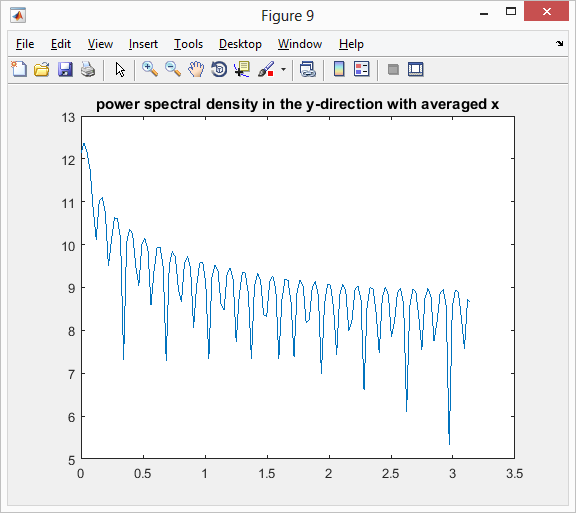 Figure 9
File Edit View Insert Tools Desktop Window Help
power spectral density in the y-direction with averaged x
13
12
11
10
9
8
7
6
5
0 0.5 1 1.5 2 2.5 3 3.5